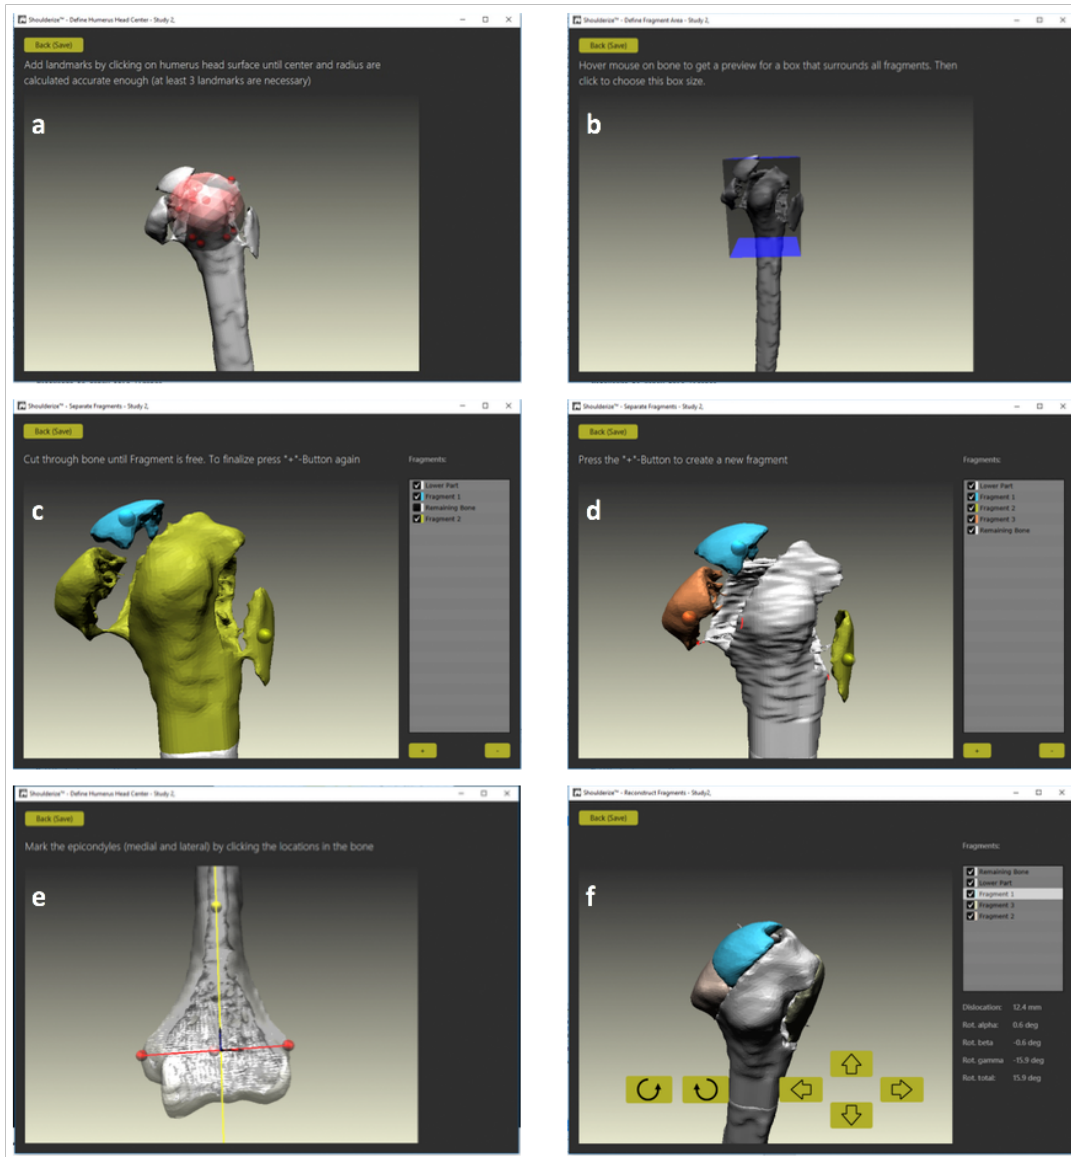 Shoulderize™ - Define Humerus Head Center - Study 2,
Back (Save)
Add landmarks by clicking on humerus head surface until center and radius are
calculated accurate enough (at least 3 landmarks are necessary)
a
Shoulderize™ - Define Fragment Area - Study 2,
Back (Save)
Hover mouse on bone to get a preview for a box that surrounds all fragments. Then
click to choose this box size.
b
Shoulderize™ - Separate Fragments - Study 2,
Back (Save)
Cut through bone until Fragment is free. To finalize press "+"-Button again
Fragments:
c
Lower Part
Fragment 1
Remaining Bone
Fragment 2
+
-
Shoulderize™ - Separate Fragments - Study 2,
Back (Save)
Press the "+"-Button to create a new fragment
Fragments:
d
Lower Part
Fragment 1
Fragment 2
Fragment 3
Remaining Bone
+
-
Shoulderize™ - Define Humerus Head Center - Study 2,
Back (Save)
Mark the epicondyles (medial and lateral) by clicking the locations in the bone
e
Shoulderize™ - Reconstruct Fragments - Study2,
Back (Save)
Fragments:
f
Remaining Bone
Lower Part
Fragment 1
Fragment 3
Fragment 2
Dislocation: 12.4 mm
Rot. alpha: 0.6 deg
Rot. beta -0.6 deg
Rot. gamma -15.9 deg
Rot. total: 15.9 deg